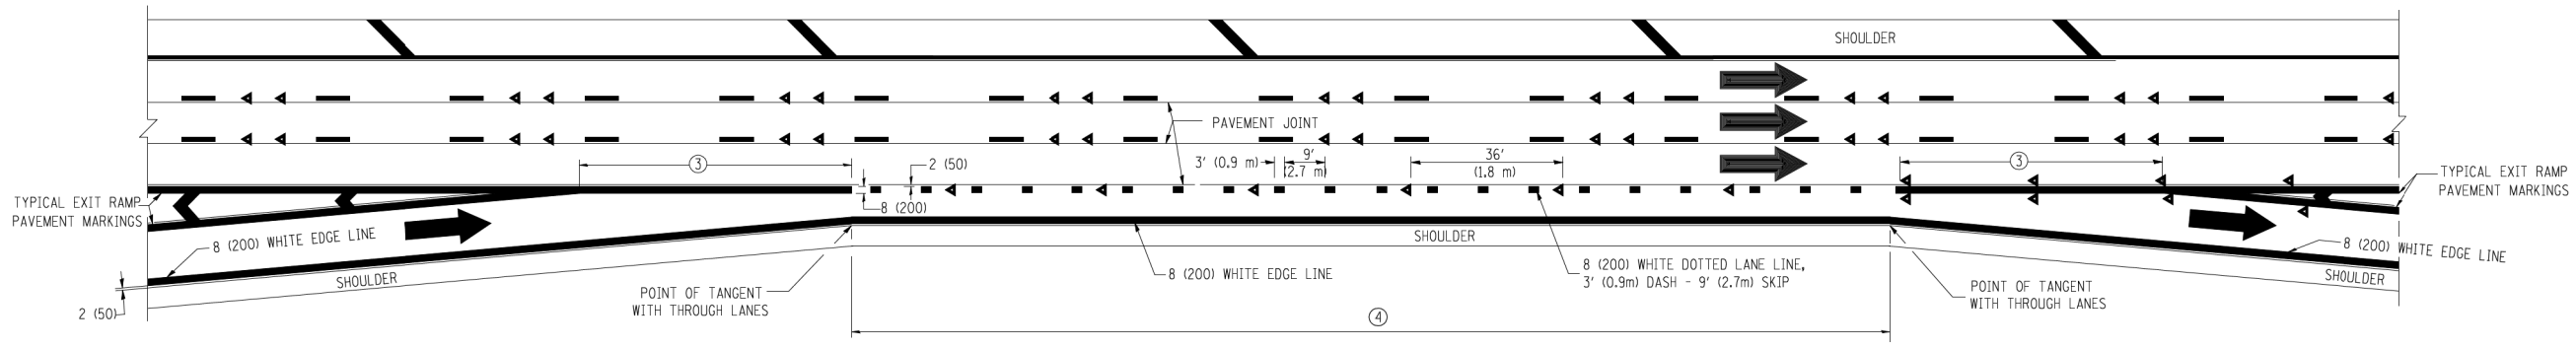 SHOULDER
PAVEMENT JOINT
③
2 (50)
3' (0.9 m)
9'
(2.7 m)
36'
(1.8 m)
③
TYPICAL EXIT RAMP
PAVEMENT MARKINGS
TYPICAL EXIT RAMP
PAVEMENT MARKINGS
8 (200)
8 (200) WHITE EDGE LINE
SHOULDER
8 (200) WHITE EDGE LINE
SHOULDER
8 (200) WHITE EDGE LINE
8 (200) WHITE DOTTED LANE LINE,
3' (0.9m) DASH - 9' (2.7m) SKIP
SHOULDER
POINT OF TANGENT
WITH THROUGH LANES
POINT OF TANGENT
WITH THROUGH LANES
2 (50)
④